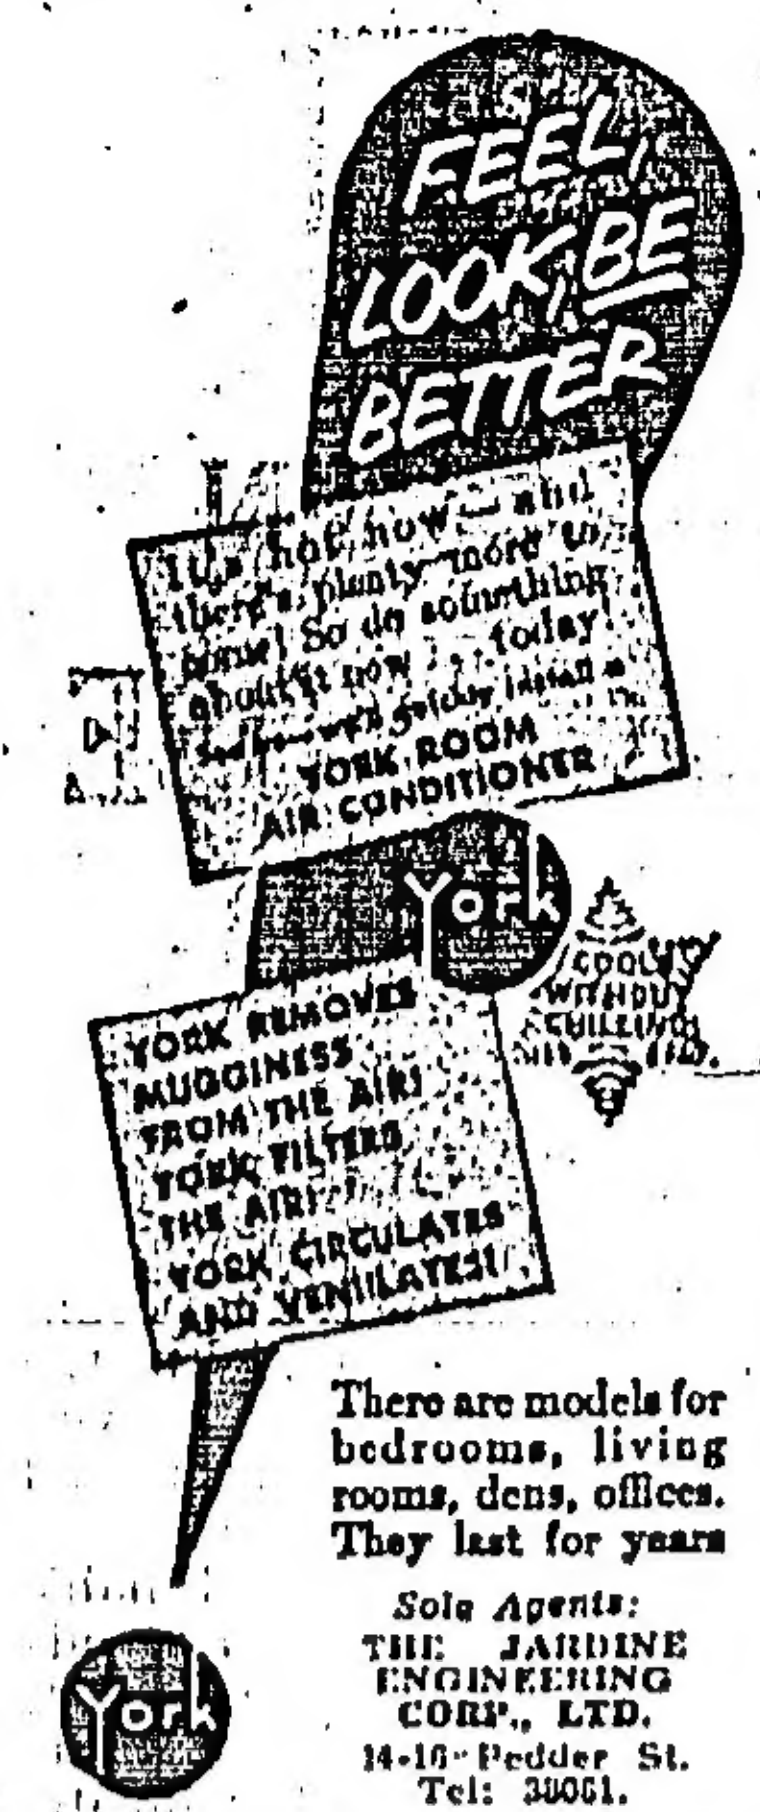 FEEL,
LOOK, BE
BETTER
It's hot now — and
there's plenty more to
come! So do something
about it now ... today!
install a
YORK ROOM
AIR CONDITIONER
York
COOLS
WITHOUT
CHILLING
YORK REMOVES
MUGGINESS
FROM THE AIR!
YORK FILTERS
THE AIR!
YORK CIRCULATES
AND VENTILATES!
There are models for
bedrooms, living
rooms, dens, offices.
They last for years
Sole Agents:
THE JARDINE
ENGINEERING
CORP., LTD.
Pedder St.
Tel:
York